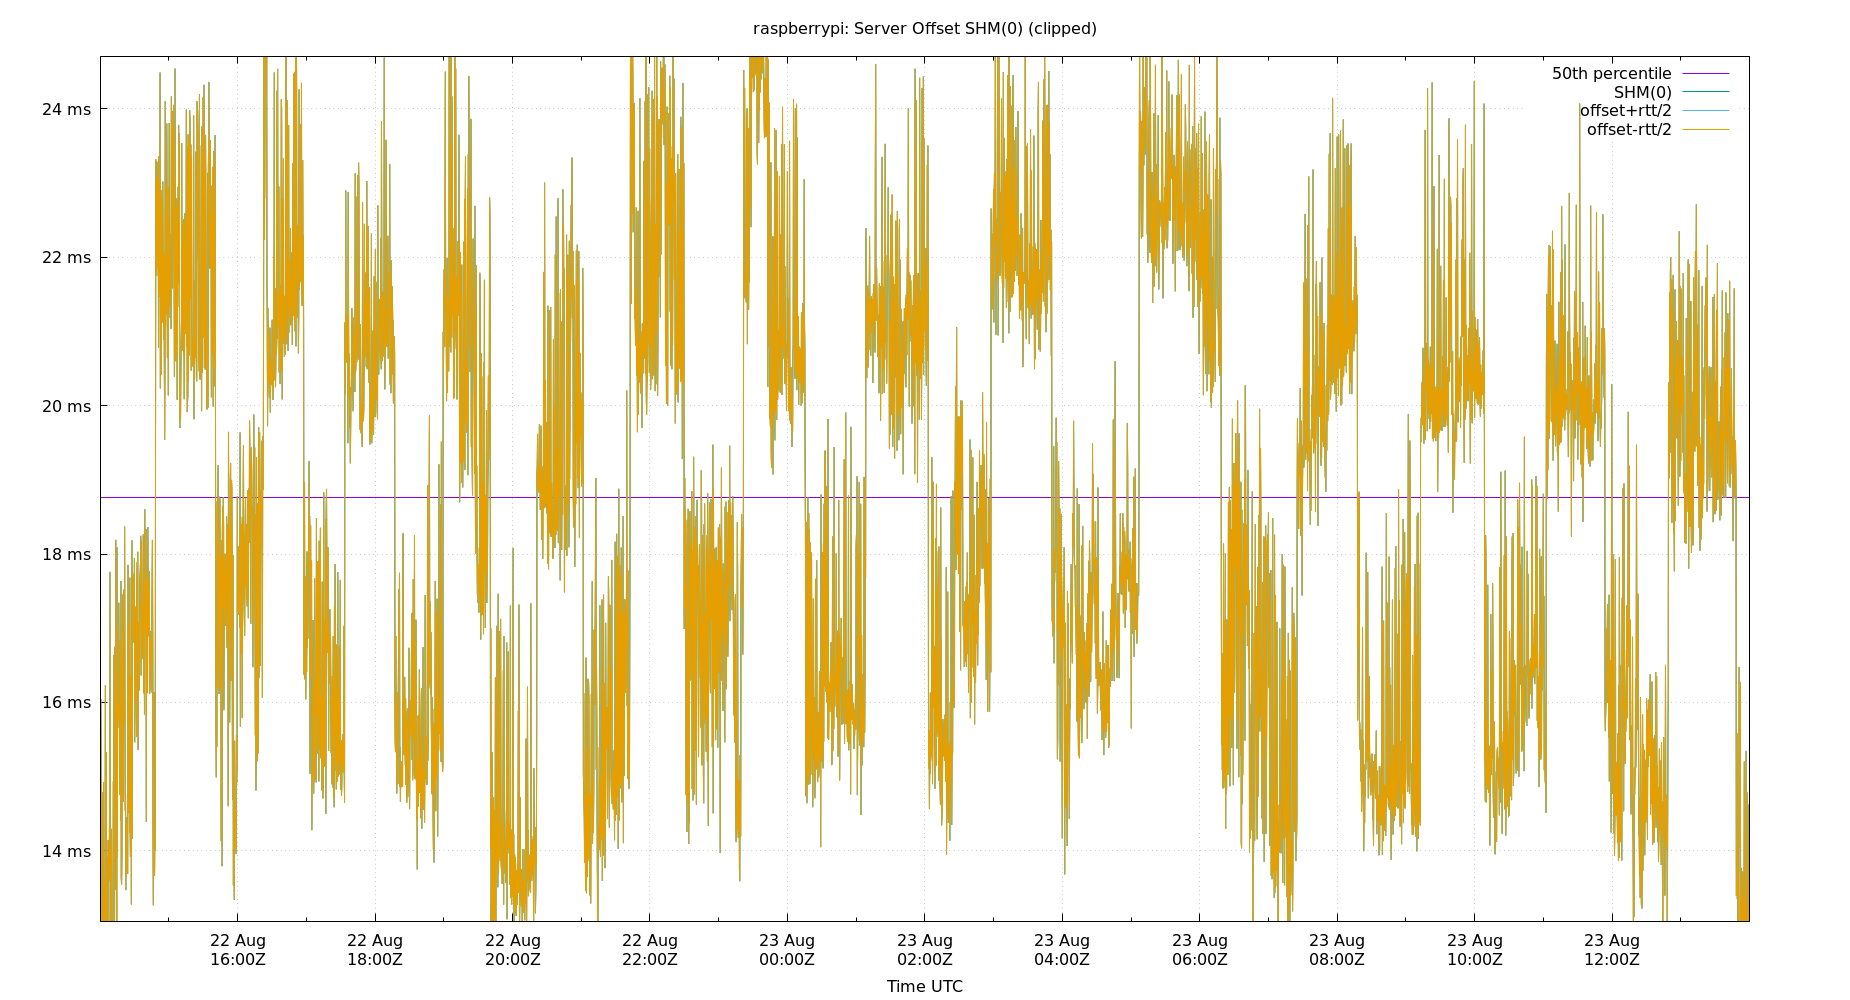 raspberrypi: Server Offset SHM(0) (clipped)
50th percentile
SHM(0)
offset+rtt/2
offset-rtt/2
24 ms
22 ms
20 ms
18 ms
16 ms
14 ms
22 Aug 22 Aug 22 Aug 22 Aug 23 Aug 23 Aug 23 Aug 23 Aug 23 Aug 23 Aug 23 Aug
16:00Z 18:00Z 20:00Z 22:00Z 00:00Z 02:00Z 04:00Z 06:00Z 08:00Z 10:00Z 12:00Z
Time UTC